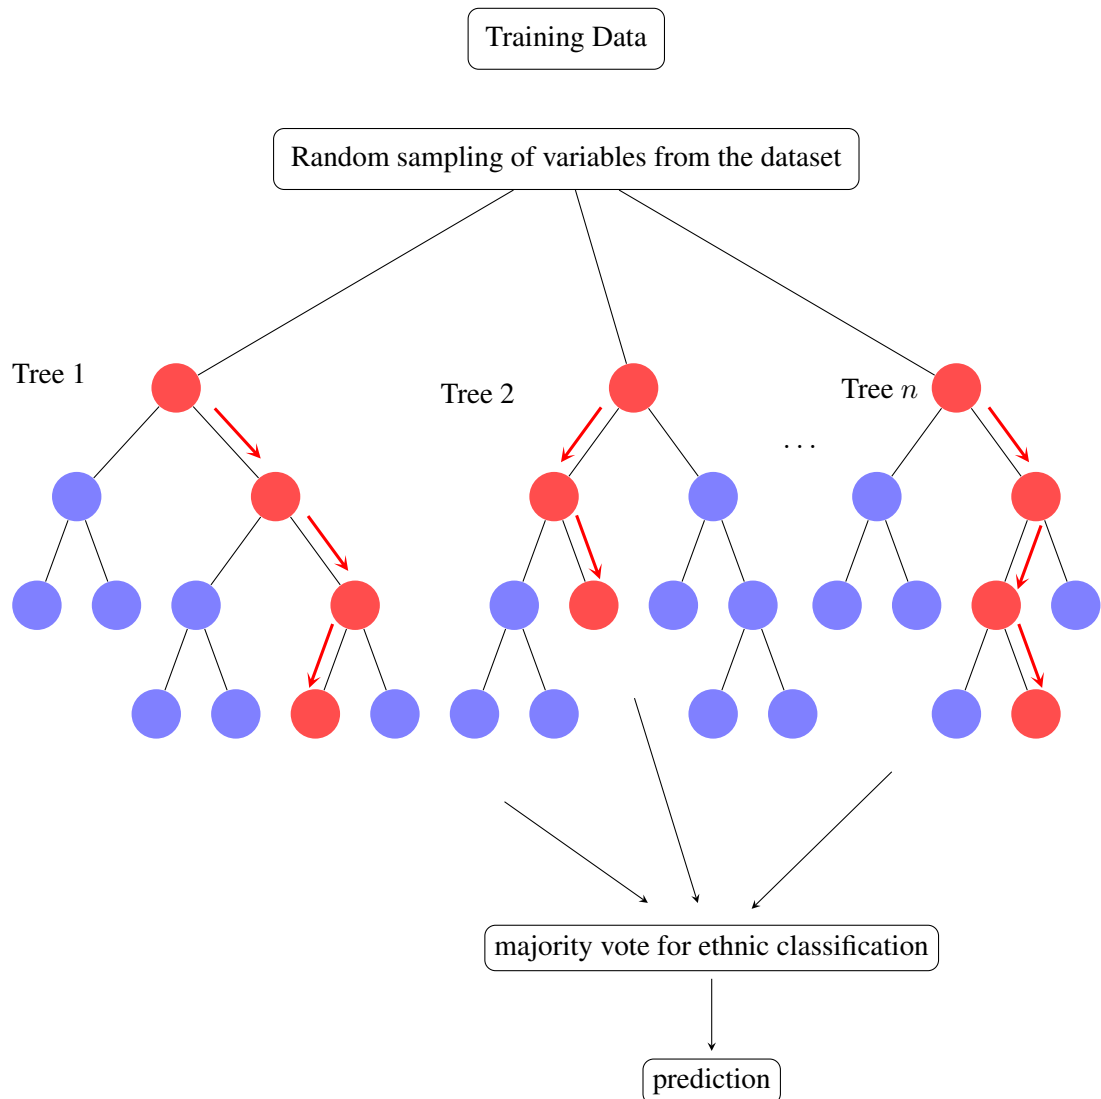 Training Data
Random sampling of variables from the dataset
Tree 1
Tree 2
Tree n
...
majority vote for ethnic classification
prediction